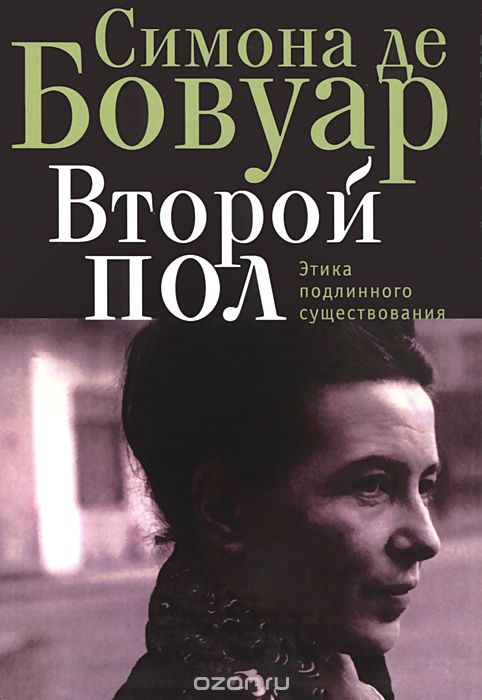 Симона де
Бовуар
Второй
пол
Этика
подлинного
существования
ozon.ru